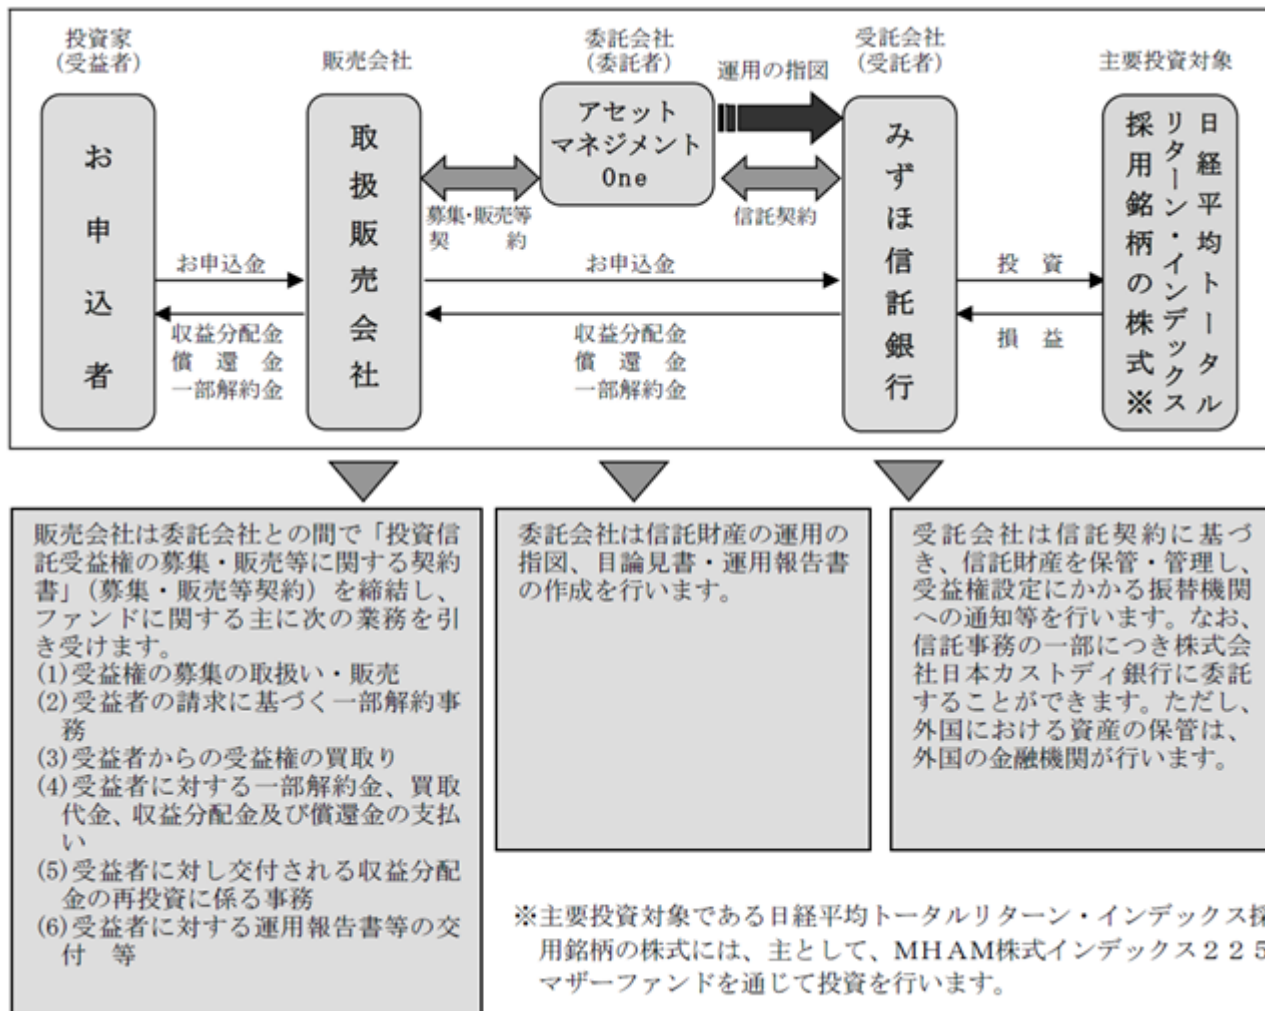 投資家
(受益者)
販売会社
委託会社
(委託者)
受託会社
(受託者)
主要投資対象
運用の指図
お申込者
取扱販売会社
アセット
マネジメント
One
みずほ信託銀行
日経平均トータル
リターン・インデックス
採用銘柄の株式※
募集・販売等
契　　約
信託契約
お申込金
お申込金
投　資
収益分配金
償　還　金
一部解約金
収益分配金
償　還　金
一部解約金
損　益
販売会社は委託会社との間で「投資信
託受益権の募集・販売等に関する契約
書」（募集・販売等契約）を締結し、
ファンドに関する主に次の業務を引
き受けます。
(1)受益権の募集の取扱い・販売
(2)受益者の請求に基づく一部解約事
務
(3)受益者からの受益権の買取り
(4)受益者に対する一部解約金、買取
代金、収益分配金及び償還金の支払
い
(5)受益者に対し交付される収益分配
金の再投資に係る事務
(6)受益者に対する運用報告書等の交
付　等
委託会社は信託財産の運用の
指図、目論見書・運用報告書
の作成を行います。
受託会社は信託契約に基づ
き、信託財産を保管・管理し、
受益権設定にかかる振替機関
への通知等を行います。なお、
信託事務の一部につき株式会
社日本カストディ銀行に委託
することができます。ただし、
外国における資産の保管は、
外国の金融機関が行います。
※主要投資対象である日経平均トータルリターン・インデックス採
用銘柄の株式には、主として、ＭＨＡＭ株式インデックス２２５
マザーファンドを通じて投資を行います。